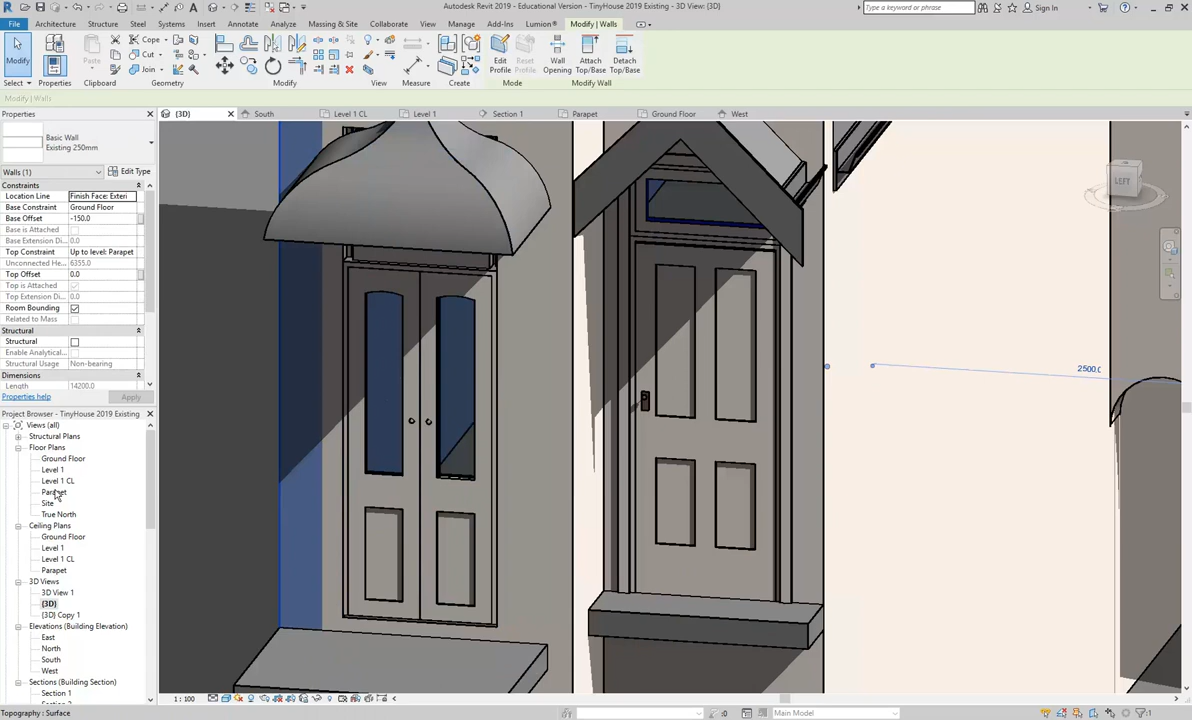 Autodesk Revit 2019 - Educational Version - TinyHouse 2019 Existing - 3D View: {3D}
Type a keyword or phrase
Sign In
File
Architecture
Structure
Steel
Systems
Insert
Annotate
Analyze
Massing & Site
Collaborate
View
Manage
Add-Ins
Lumion®
Modify | Walls
Modify
Properties
Paste
Cope
Cut
Join
Edit
Profile
Reset
Profile
Wall
Opening
Attach
Top/Base
Detach
Top/Base
Select
Properties
Clipboard
Geometry
Modify
View
Measure
Create
Mode
Modify Wall
Modify | Walls
Properties
{3D}
South
Level 1 CL
Level 1
Section 1
Parapet
Ground Floor
West
Basic Wall
Existing 250mm
Walls (1)
Edit Type
Constraints
Location Line Finish Face: Exteri
Base Constraint Ground Floor
Base Offset -150.0
Base is Attached
Base Extension Di... 0.0
Top Constraint Up to level: Parapet
Unconnected He... 6355.0
Top Offset 0.0
Top is Attached
Top Extension Di... 0.0
Room Bounding
Related to Mass
Structural
Structural
Enable Analytical...
Structural Usage Non-bearing
Dimensions
Length 14200.0
Properties help
Apply
LEFT
2500.0
Project Browser - TinyHouse 2019 Existing
Views (all)
Structural Plans
Floor Plans
Ground Floor
Level 1
Level 1 CL
Parapet
Site
True North
Ceiling Plans
Ground Floor
Level 1
Level 1 CL
Parapet
3D Views
3D View 1
{3D}
{3D} Copy 1
Elevations (Building Elevation)
East
North
South
West
Sections (Building Section)
Section 1
1 : 100
Topography : Surface
:0
Main Model
:1